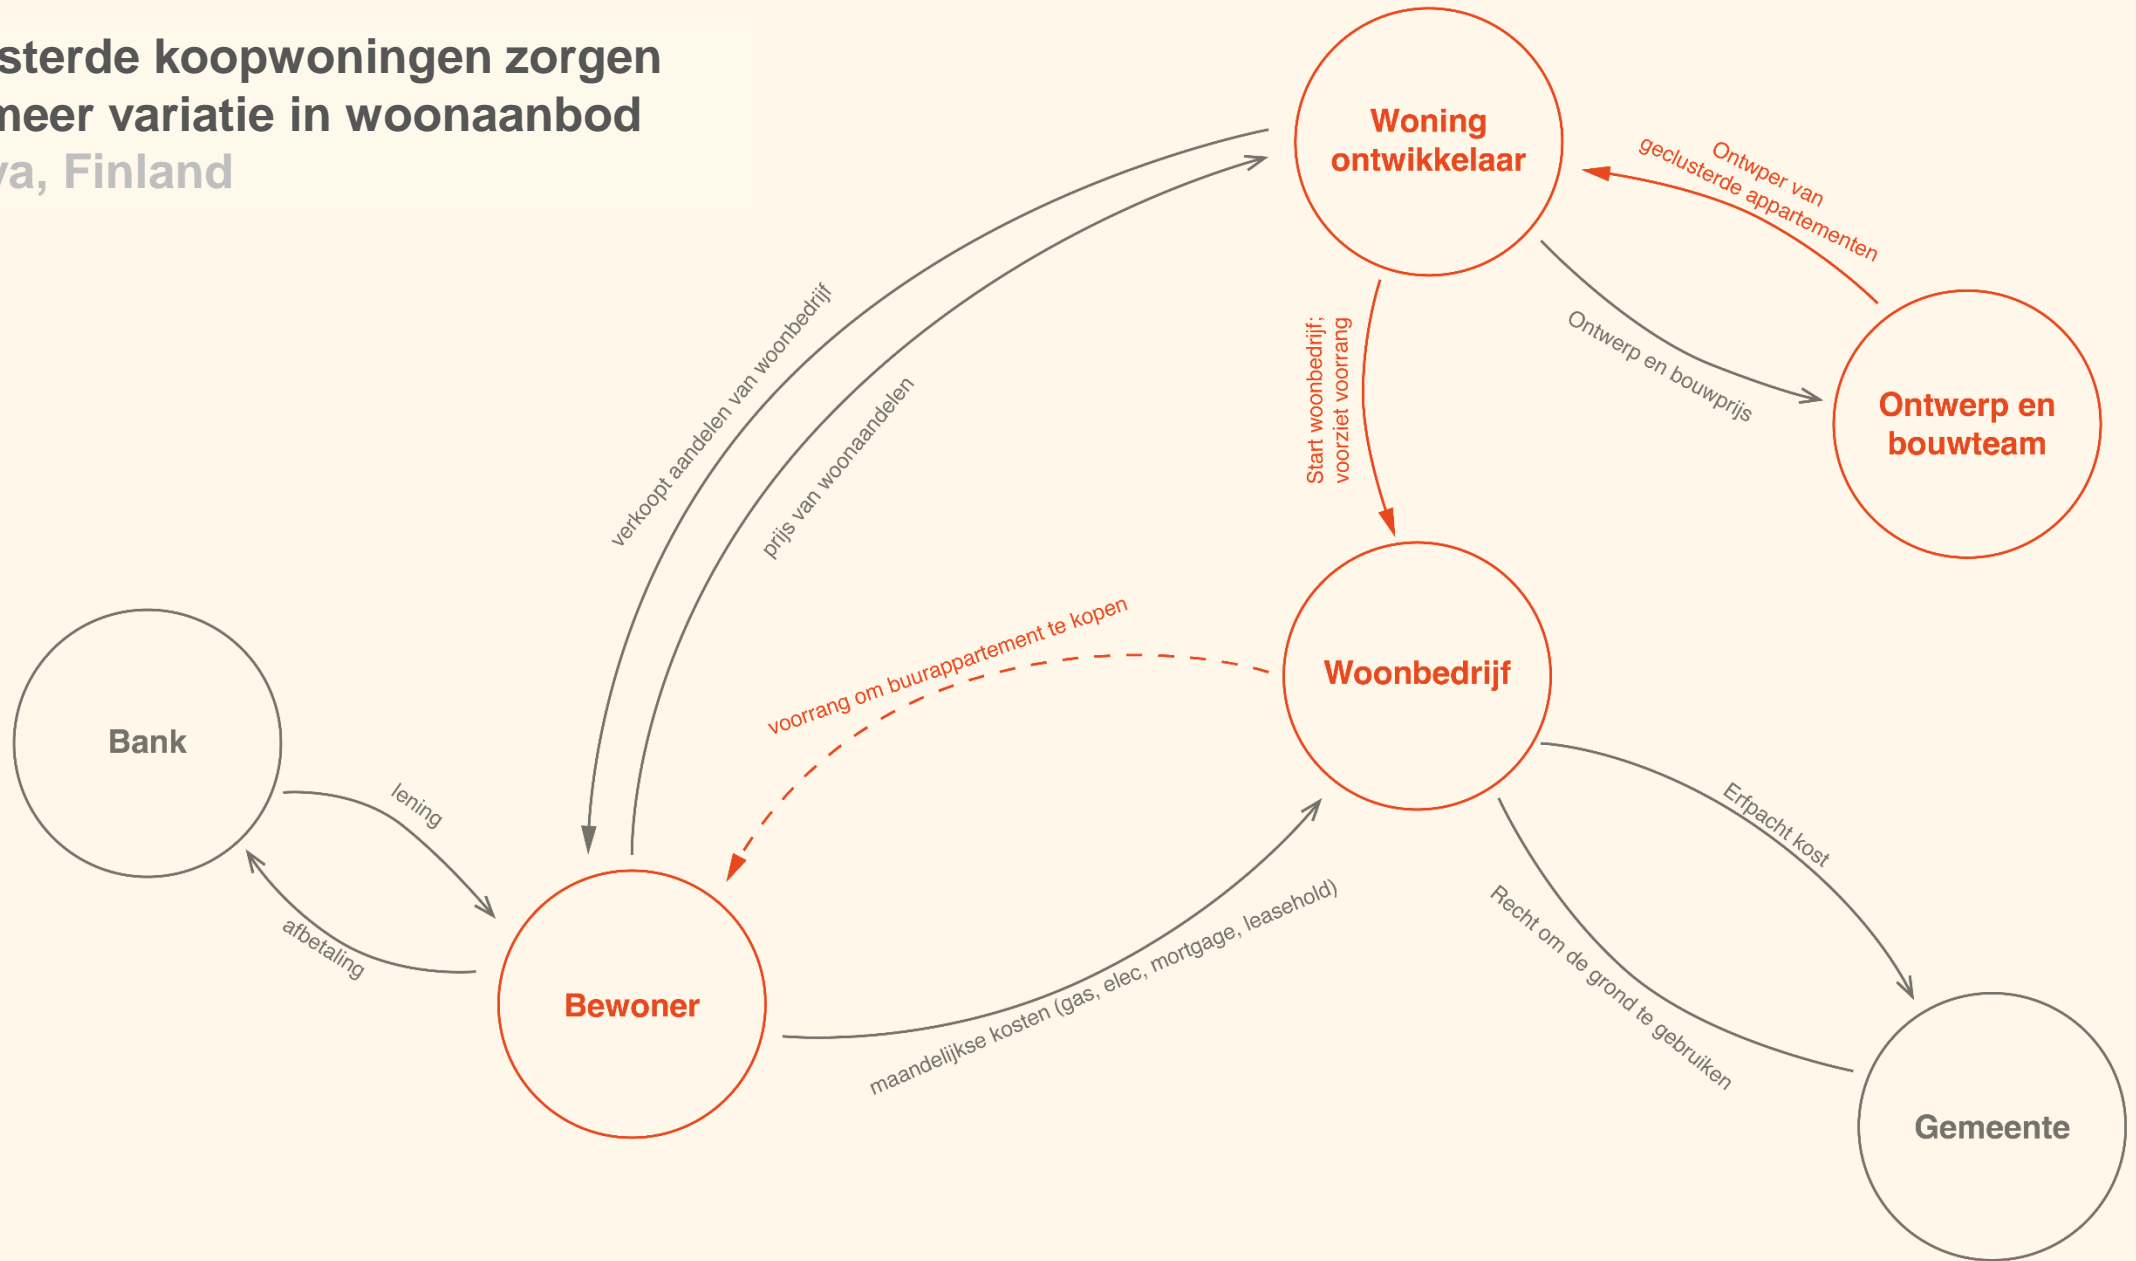 sterde koopwoningen zorgen
meer variatie in woonaanbod
va, Finland
Woning
ontwikkelaar
Ontwper van
geclusterde appartementen
Ontwerp en bouwprijs
Ontwerp en
bouwteam
Start woonbedrijf;
voorziet voorrang
verkoopt aandelen van woonbedrijf
prijs van woonaandelen
voorrang om buurappartement te kopen
Woonbedrijf
Bank
lening
afbetaling
Bewoner
maandelijkse kosten (gas, elec, mortgage, leasehold)
Erfpacht kost
Recht om de grond te gebruiken
Gemeente